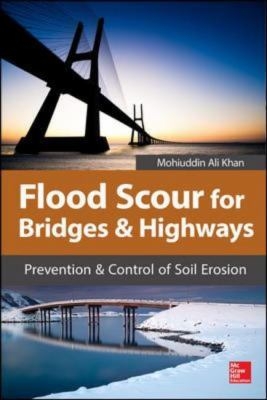 Mohiuddin Ali Khan
Flood Scour for
Bridges & Highways
Prevention & Control of Soil Erosion
Mc
Graw
Hill
Education